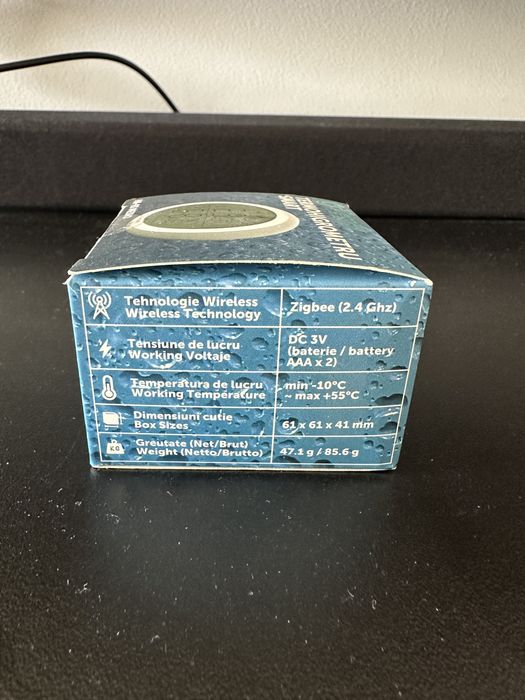 Tehnologie Wireless
Wireless Technology
Zigbee (2.4 Ghz)
Tensiune de lucru
Working Voltaje
DC 3V
(baterie / battery
AAA x 2)
Temperatura de lucru
Working Temperature
min -10°C
~ max +55°C
Dimensiuni cutie
Box Sizes
61 x 61 x 41 mm
KG
Greutate (Net/Brut)
Weight (Netto/Brutto)
47.1 g / 85.6 g